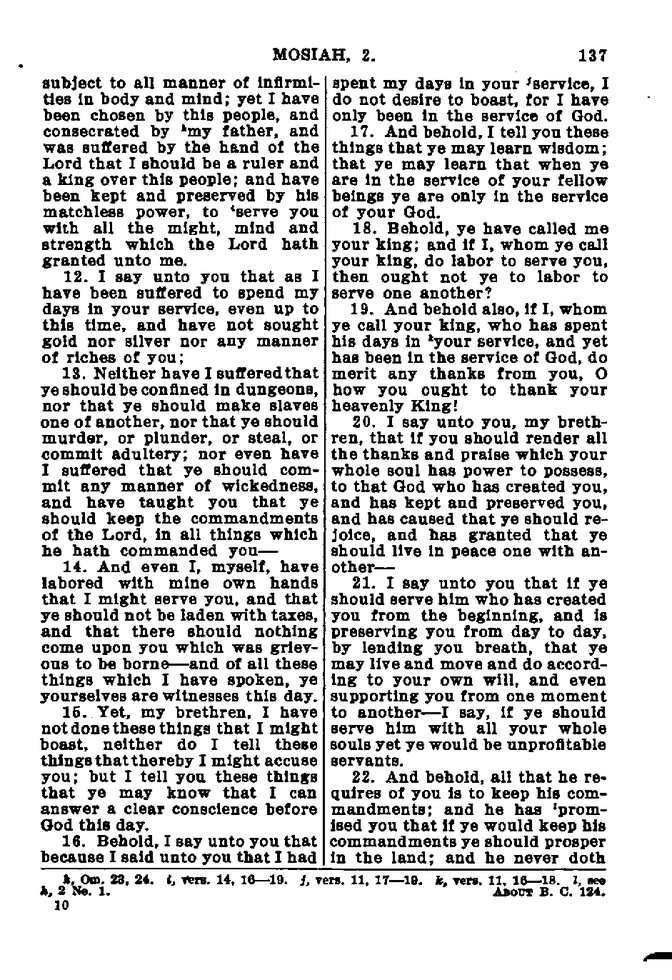 MOSIAH, 2. 137
subject to all manner of infirmi-
ties in body and mind; yet I have
been chosen by this people, and
consecrated by hmy father, and
was suffered by the hand of the
Lord that I should be a ruler and
a king over this people; and have
been kept and preserved by his
matchless power, to iserve you
with all the might, mind and
strength which the Lord hath
granted unto me.
12. I say unto you that as I
have been suffered to spend my
days in your service, even up to
this time, and have not sought
gold nor silver nor any manner
of riches of you;
13. Neither have I suffered that
ye should be confined in dungeons,
nor that ye should make slaves
one of another, nor that ye should
murder, or plunder, or steal, or
commit adultery; nor even have
I suffered that ye should com-
mit any manner of wickedness,
and have taught you that ye
should keep the commandments
of the Lord, in all things which
he hath commanded you—
14. And even I, myself, have
labored with mine own hands
that I might serve you, and that
ye should not be laden with taxes,
and that there should nothing
come upon you which was griev-
ous to be borne—and of all these
things which I have spoken, ye
yourselves are witnesses this day.
15. Yet, my brethren, I have
not done these things that I might
boast, neither do I tell these
things that thereby I might accuse
you; but I tell you these things
that ye may know that I can
answer a clear conscience before
God this day.
16. Behold, I say unto you that
because I said unto you that I had
spent my days in your jservice, I
do not desire to boast, for I have
only been in the service of God.
17. And behold, I tell you these
things that ye may learn wisdom;
that ye may learn that when ye
are in the service of your fellow
beings ye are only in the service
of your God.
18. Behold, ye have called me
your king; and if I, whom ye call
your king, do labor to serve you,
then ought not ye to labor to
serve one another?
19. And behold also, if I, whom
ye call your king, who has spent
his days in kyour service, and yet
has been in the service of God, do
merit any thanks from you, O
how you ought to thank your
heavenly King!
20. I say unto you, my breth-
ren, that if you should render all
the thanks and praise which your
whole soul has power to possess,
to that God who has created you,
and has kept and preserved you,
and has caused that ye should re-
joice, and has granted that ye
should live in peace one with an-
other—
21. I say unto you that if ye
should serve him who has created
you from the beginning, and is
preserving you from day to day,
by lending you breath, that ye
may live and move and do accord-
ing to your own will, and even
supporting you from one moment
to another—I say, if ye should
serve him with all your whole
souls yet ye would be unprofitable
servants.
22. And behold, all that he re-
quires of you is to keep his com-
mandments; and he has lprom-
ised you that if ye would keep his
commandments ye should prosper
in the land; and he never doth
h, Om. 23, 24. i, vers. 14, 16—19. j, vers. 11, 17—19. k, vers. 11, 16—18. l, see
h, 2 Ne. 1. ABOUT B. C. 124.
10